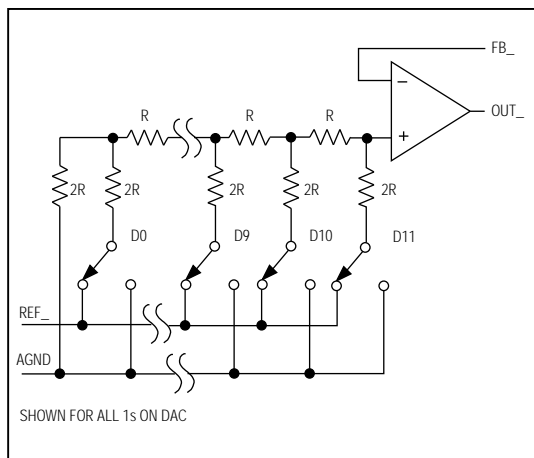 FB_
OUT_
R R R
− +
2R 2R 2R 2R 2R
D0 D9 D10 D11
REF_
AGND
SHOWN FOR ALL 1s ON DAC